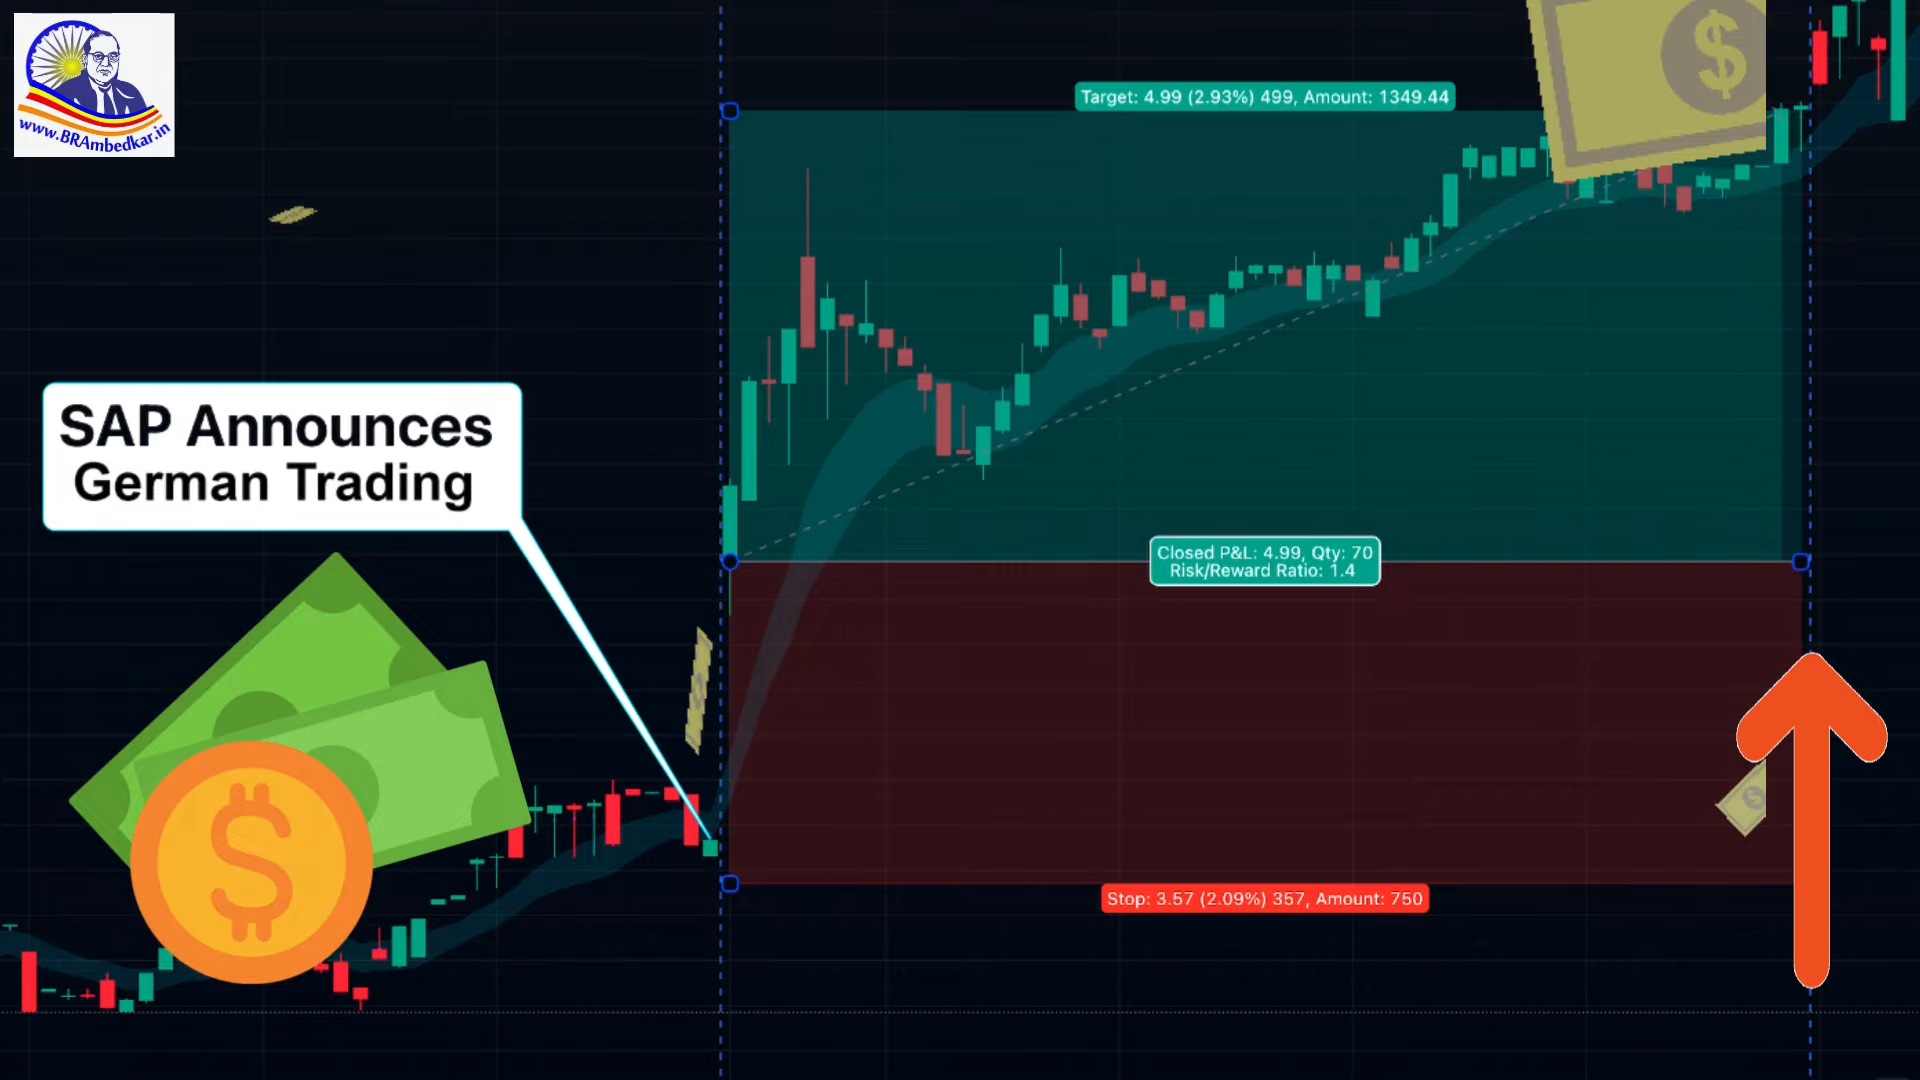 www.BRAmbedkar.in
Target: 4.99 (2.93%) 499, Amount: 1349.44
SAP Announces
German Trading
Closed P&L: 4.99, Qty: 70
Risk/Reward Ratio: 1.4
Stop: 3.57 (2.09%) 357, Amount: 750